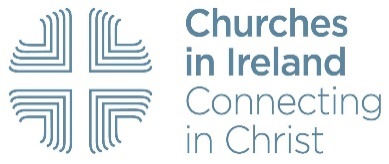 Churches
in Ireland
Connecting
in Christ